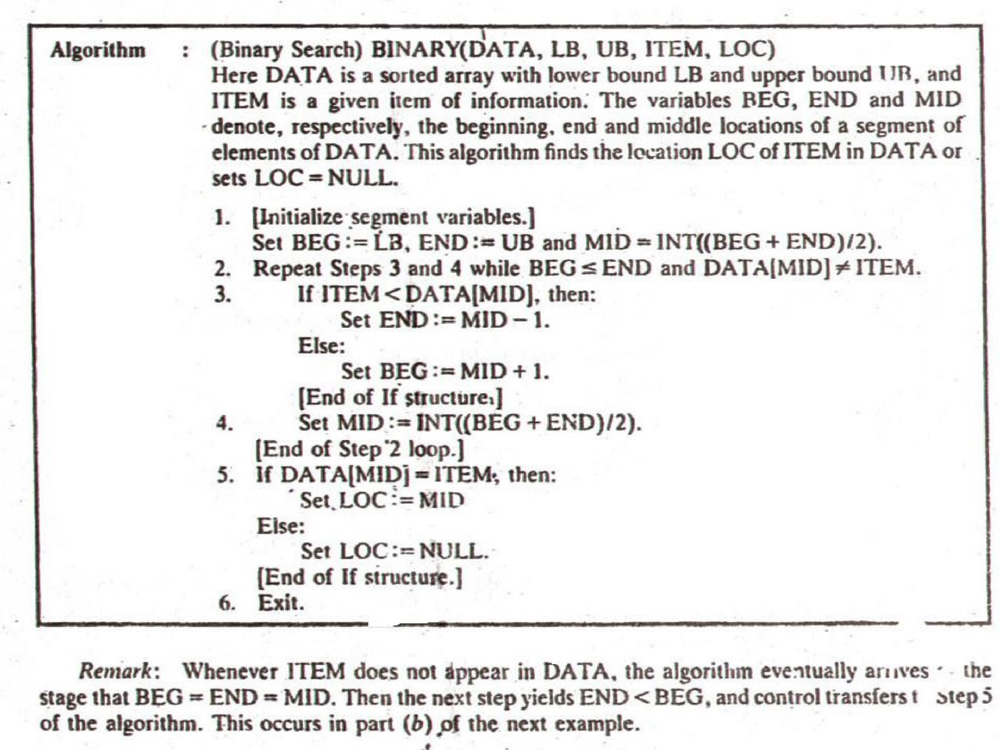 Algorithm : (Binary Search) BINARY(DATA, LB, UB, ITEM, LOC)
Here DATA is a sorted array with lower bound LB and upper bound UB, and
ITEM is a given item of information. The variables BEG, END and MID
denote, respectively, the beginning, end and middle locations of a segment of
elements of DATA. This algorithm finds the location LOC of ITEM in DATA or
sets LOC = NULL.
1. [Initialize segment variables.]
Set BEG := LB, END := UB and MID = INT((BEG + END)/2).
2. Repeat Steps 3 and 4 while BEG ≤ END and DATA[MID] ≠ ITEM.
3. If ITEM < DATA[MID], then:
Set END := MID − 1.
Else:
Set BEG := MID + 1.
[End of If structure.]
4. Set MID := INT((BEG + END)/2).
[End of Step 2 loop.]
5. If DATA[MID] = ITEM, then:
Set LOC := MID
Else:
Set LOC := NULL.
[End of If structure.]
6. Exit.
Remark: Whenever ITEM does not appear in DATA, the algorithm eventually arrives the
stage that BEG = END = MID. Then the next step yields END < BEG, and control transfers t Step 5
of the algorithm. This occurs in part (b) of the next example.